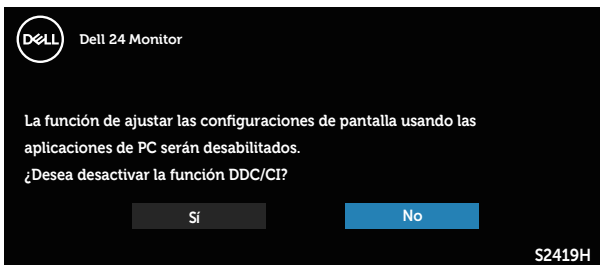 DELL
Dell 24 Monitor
La función de ajustar las configuraciones de pantalla usando las
aplicaciones de PC serán desabilitados.
¿Desea desactivar la función DDC/CI?
Sí No
S2419H